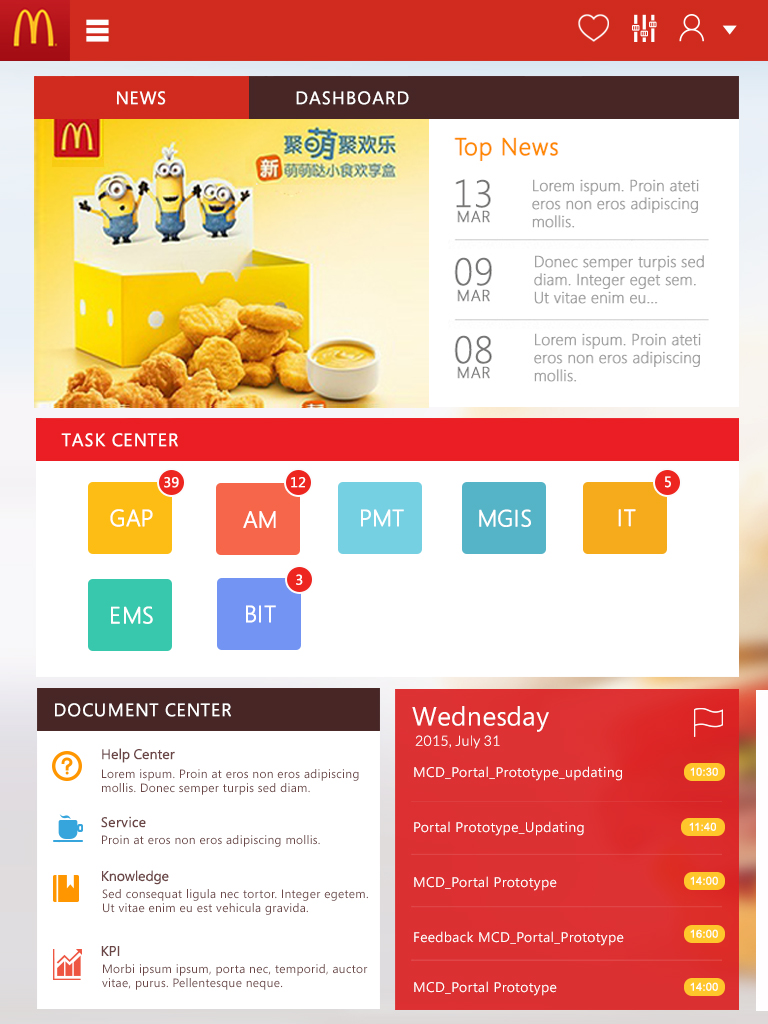 NEWS
DASHBOARD
聚萌聚欢乐
新 萌萌哒小食欢享盒
Top News
13
MAR
Lorem ispum. Proin ateti
eros non eros adipiscing
mollis.
09
MAR
Donec semper turpis sed
diam. Integer eget sem.
Ut vitae enim eu...
08
MAR
Lorem ispum. Proin ateti
eros non eros adipiscing
mollis.
TASK CENTER
GAP 39
AM 12
PMT
MGIS
IT 5
EMS
BIT 3
DOCUMENT CENTER
Help Center
Lorem ispum. Proin at eros non eros adipiscing
mollis. Donec semper turpis sed diam.
Service
Proin at eros non eros adipiscing mollis.
Knowledge
Sed consequat ligula nec tortor. Integer egetem.
Ut vitae enim eu est vehicula gravida.
KPI
Morbi ipsum ipsum, porta nec, temporid, auctor
vitae, purus. Pellentesque neque.
Wednesday
2015, July 31
MCD_Portal_Prototype_updating 10:30
Portal Prototype_Updating 11:40
MCD_Portal Prototype 14:00
Feedback MCD_Portal_Prototype 16:00
MCD_Portal Prototype 14:00